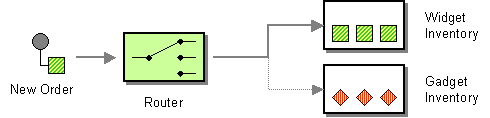 Widget
Inventory
New Order
Router
Gadget
Inventory